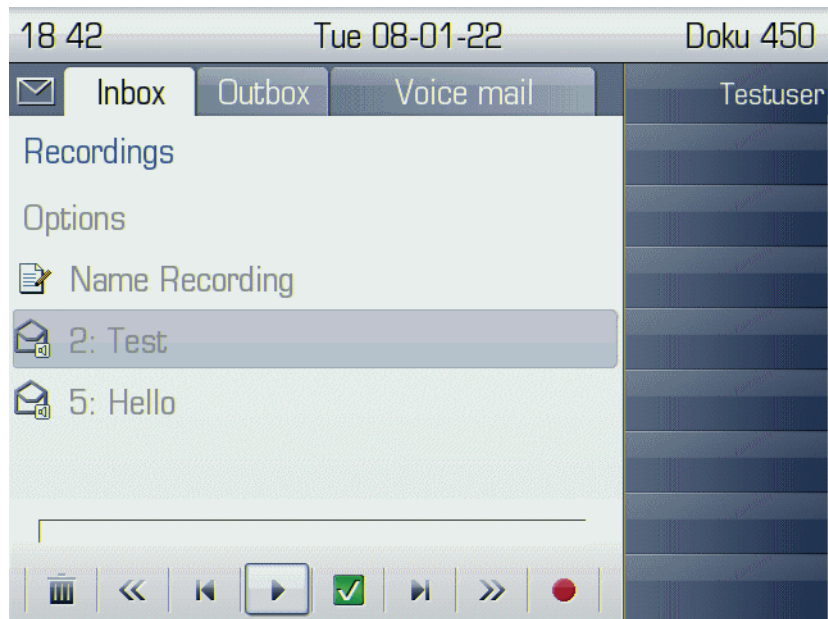 18 42 Tue 08-01-22 Doku 450
Inbox Outbox Voice mail Testuser
Recordings
Options
Name Recording
2: Test
5: Hello